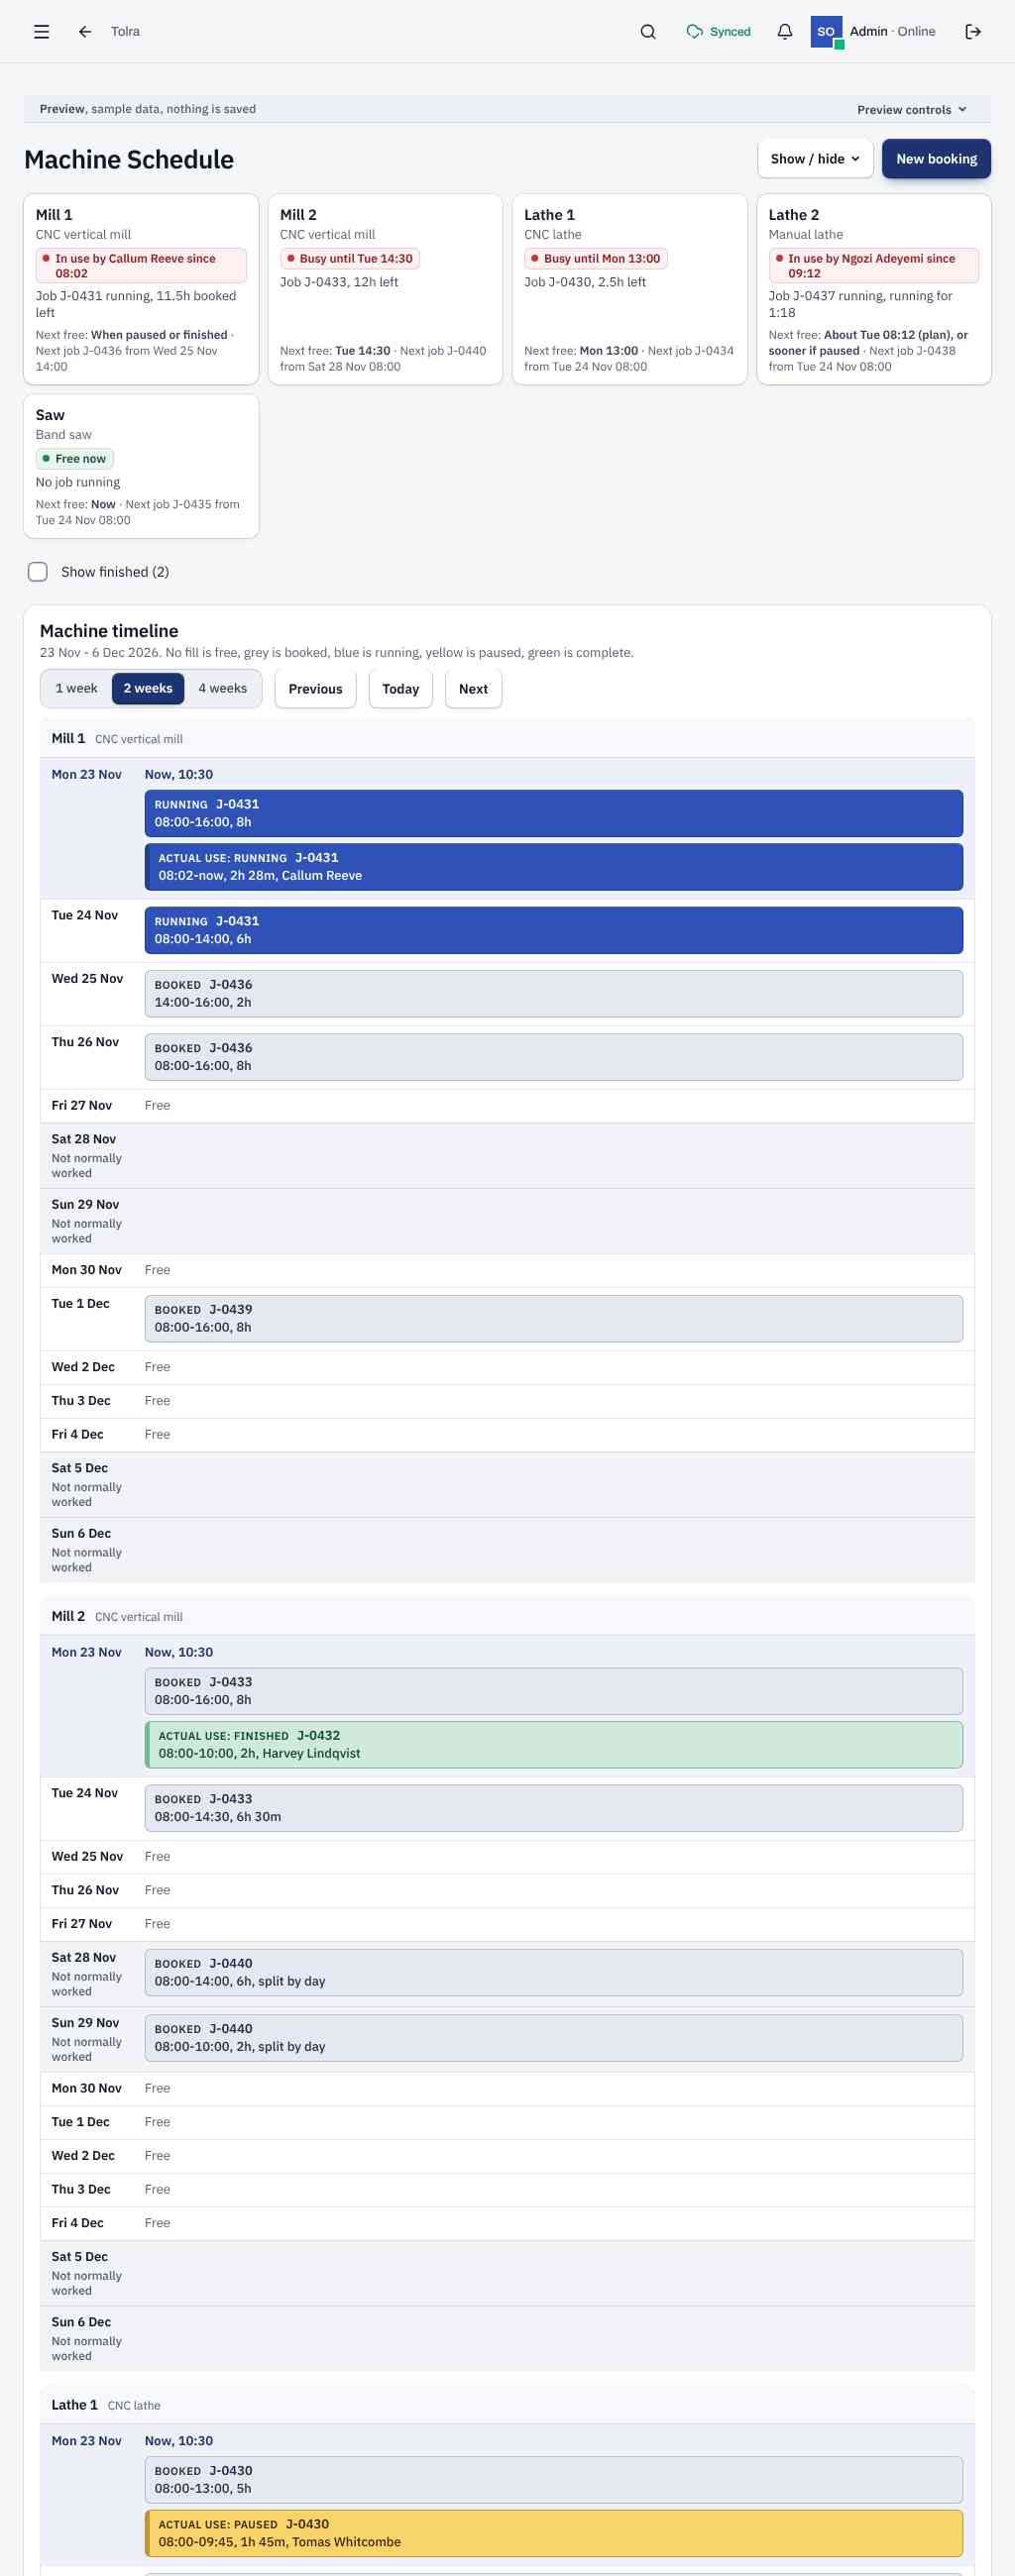 Tolra
Synced
SO
Admin · Online
Preview, sample data, nothing is saved
Preview controls
Machine Schedule
Show / hide
New booking
Mill 1
CNC vertical mill
In use by Callum Reeve since
08:02
Job J-0431 running, 11.5h booked
left
Next free: When paused or finished ·
Next job J-0436 from Wed 25 Nov
14:00
Mill 2
CNC vertical mill
Busy until Tue 14:30
Job J-0433, 12h left
Next free: Tue 14:30 · Next job J-0440
from Sat 28 Nov 08:00
Lathe 1
CNC lathe
Busy until Mon 13:00
Job J-0430, 2.5h left
Next free: Mon 13:00 · Next job J-0434
from Tue 24 Nov 08:00
Lathe 2
Manual lathe
In use by Ngozi Adeyemi since
09:12
Job J-0437 running, running for
1:18
Next free: About Tue 08:12 (plan), or
sooner if paused · Next job J-0438
from Tue 24 Nov 08:00
Saw
Band saw
Free now
No job running
Next free: Now · Next job J-0435 from
Tue 24 Nov 08:00
Show finished (2)
Machine timeline
23 Nov - 6 Dec 2026. No fill is free, grey is booked, blue is running, yellow is paused, green is complete.
1 week
2 weeks
4 weeks
Previous
Today
Next
Mill 1 CNC vertical mill
Mon 23 Nov
Now, 10:30
RUNNING J-0431
08:00-16:00, 8h
ACTUAL USE: RUNNING J-0431
08:02-now, 2h 28m, Callum Reeve
Tue 24 Nov
RUNNING J-0431
08:00-14:00, 6h
Wed 25 Nov
BOOKED J-0436
14:00-16:00, 2h
Thu 26 Nov
BOOKED J-0436
08:00-16:00, 8h
Fri 27 Nov
Free
Sat 28 Nov
Not normally
worked
Sun 29 Nov
Not normally
worked
Mon 30 Nov
Free
Tue 1 Dec
BOOKED J-0439
08:00-16:00, 8h
Wed 2 Dec
Free
Thu 3 Dec
Free
Fri 4 Dec
Free
Sat 5 Dec
Not normally
worked
Sun 6 Dec
Not normally
worked
Mill 2 CNC vertical mill
Mon 23 Nov
Now, 10:30
BOOKED J-0433
08:00-16:00, 8h
ACTUAL USE: FINISHED J-0432
08:00-10:00, 2h, Harvey Lindqvist
Tue 24 Nov
BOOKED J-0433
08:00-14:30, 6h 30m
Wed 25 Nov
Free
Thu 26 Nov
Free
Fri 27 Nov
Free
Sat 28 Nov
Not normally
worked
BOOKED J-0440
08:00-14:00, 6h, split by day
Sun 29 Nov
Not normally
worked
BOOKED J-0440
08:00-10:00, 2h, split by day
Mon 30 Nov
Free
Tue 1 Dec
Free
Wed 2 Dec
Free
Thu 3 Dec
Free
Fri 4 Dec
Free
Sat 5 Dec
Not normally
worked
Sun 6 Dec
Not normally
worked
Lathe 1 CNC lathe
Mon 23 Nov
Now, 10:30
BOOKED J-0430
08:00-13:00, 5h
ACTUAL USE: PAUSED J-0430
08:00-09:45, 1h 45m, Tomas Whitcombe